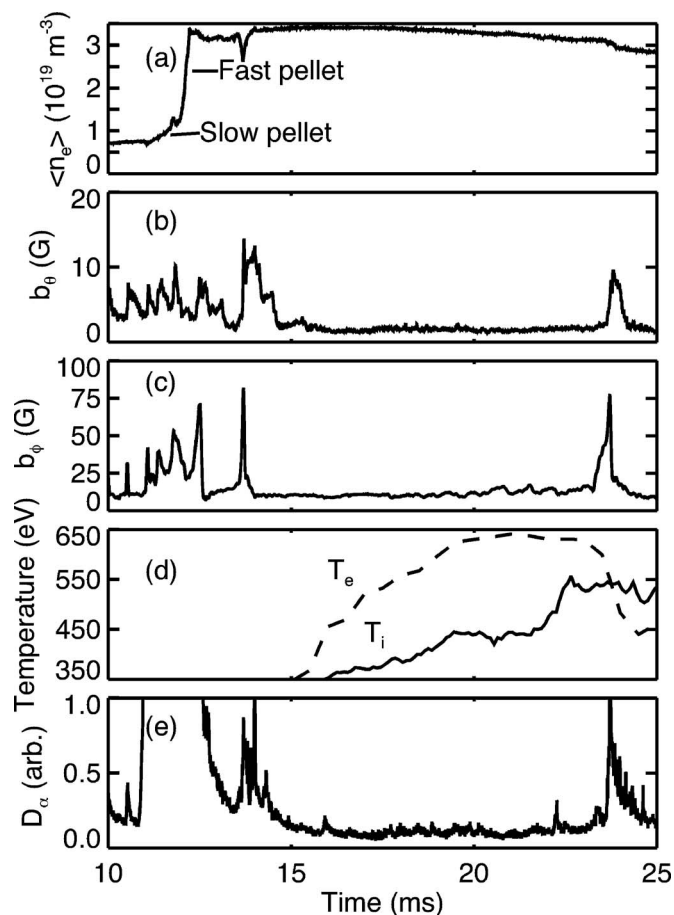 <nₑ> (10¹⁹ m⁻³)
3
2
1
0
(a)
Fast pellet
Slow pellet
b_θ (G)
20
10
0
(b)
b_ϕ (G)
100
75
50
25
0
(c)
Temperature (eV)
650
550
450
350
(d)
Tₑ
Tᵢ
D_α (arb.)
1.0
0.5
0.0
(e)
10 15 20 25
Time (ms)